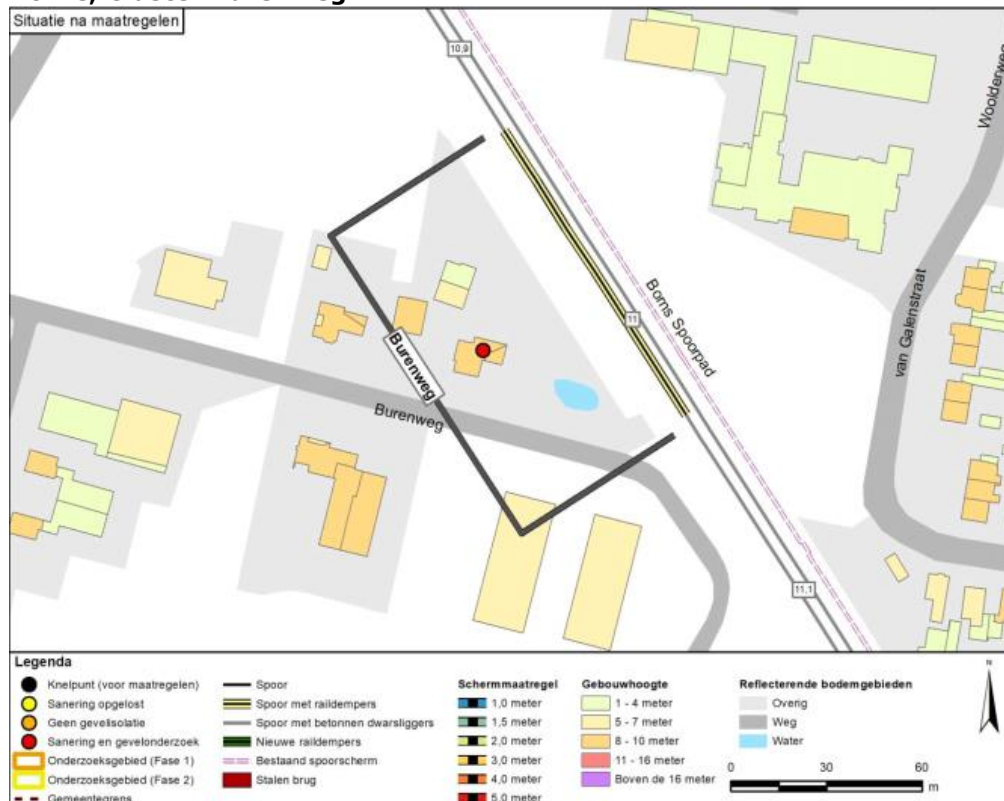 Situatie na maatregelen
10,9
Woolderweg
Borns Spoorpad
11
van Galenstraat
Burenweg
Burenweg
11,1
Legenda
Knelpunt (voor maatregelen)
Sanering opgelost
Geen gevelisolatie
Sanering en gevelonderzoek
Onderzoeksgebied (Fase 1)
Onderzoeksgebied (Fase 2)
Gemeentegrens
Spoor
Spoor met raildempers
Spoor met betonnen dwarsliggers
Nieuwe raildempers
Bestaand spoorscherm
Stalen brug
Schermmaatregel
1,0 meter
1,5 meter
2,0 meter
3,0 meter
4,0 meter
5,0 meter
Gebouwhoogte
1 - 4 meter
5 - 7 meter
8 - 10 meter
11 - 16 meter
Boven de 16 meter
Reflecterende bodemgebieden
Overig
Weg
Water
N
0 30 60
m